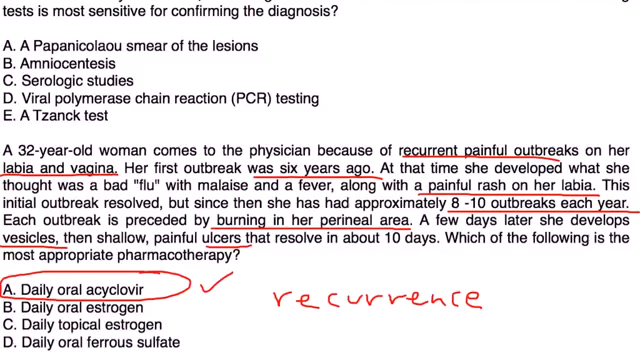 tests is most sensitive for confirming the diagnosis?
A. A Papanicolaou smear of the lesions
B. Amniocentesis
C. Serologic studies
D. Viral polymerase chain reaction (PCR) testing
E. A Tzanck test
A 32-year-old woman comes to the physician because of recurrent painful outbreaks on her
labia and vagina. Her first outbreak was six years ago. At that time she developed what she
thought was a bad "flu" with malaise and a fever, along with a painful rash on her labia. This
initial outbreak resolved, but since then she has had approximately 8 -10 outbreaks each year.
Each outbreak is preceded by burning in her perineal area. A few days later she develops
vesicles, then shallow, painful ulcers that resolve in about 10 days. Which of the following is the
most appropriate pharmacotherapy?
A. Daily oral acyclovir
B. Daily oral estrogen
C. Daily topical estrogen
D. Daily oral ferrous sulfate
recurrence